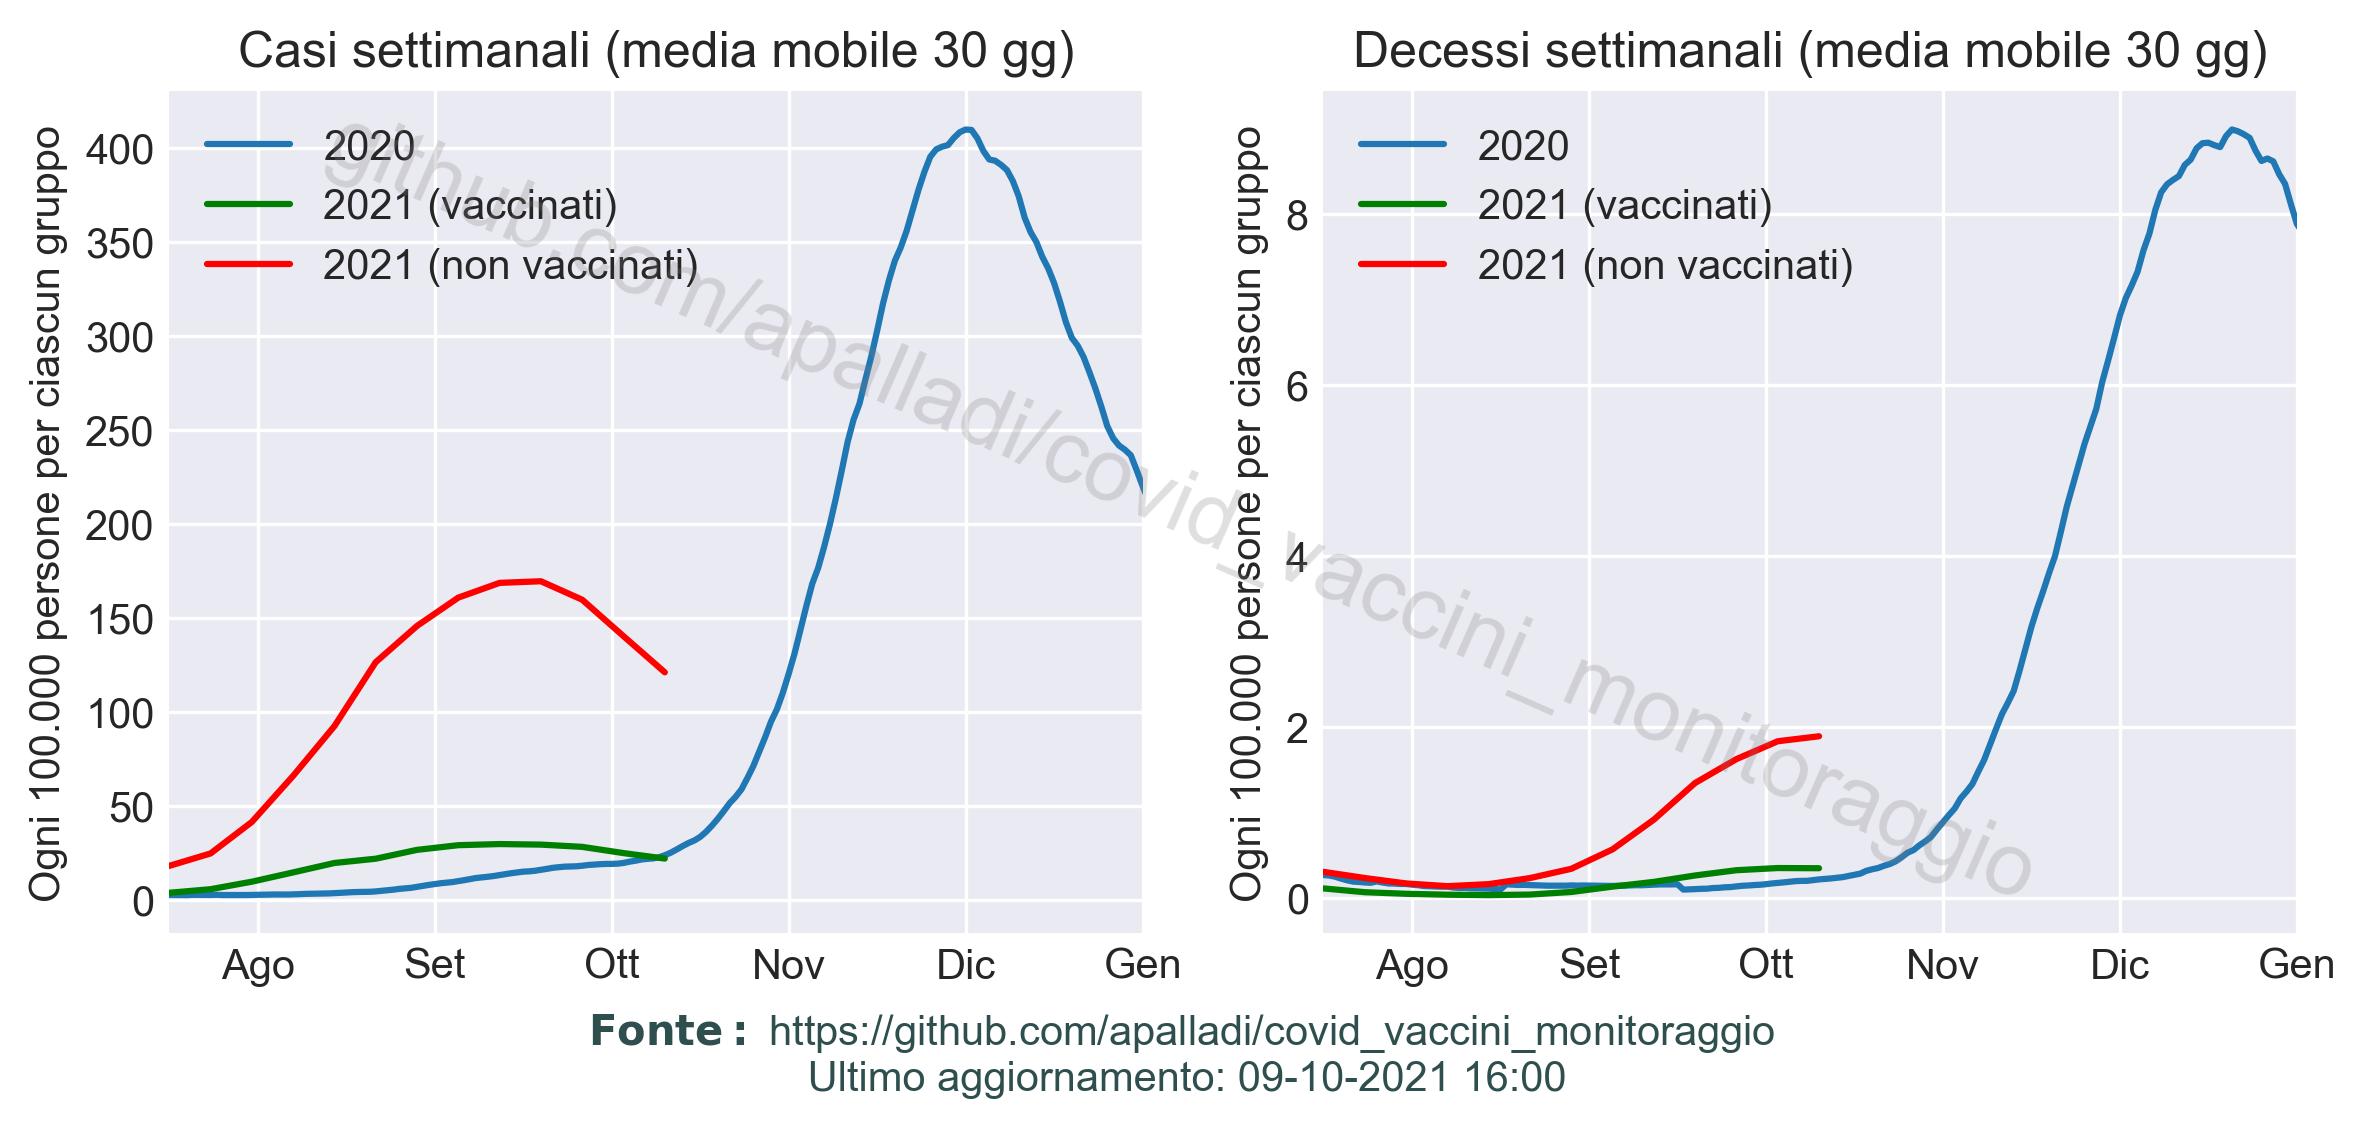 Casi settimanali (media mobile 30 gg)
Ogni 100.000 persone per ciascun gruppo
400
350
300
250
200
150
100
50
0
2020
2021 (vaccinati)
2021 (non vaccinati)
Ago Set Ott Nov Dic Gen
Decessi settimanali (media mobile 30 gg)
Ogni 100.000 persone per ciascun gruppo
8
6
4
2
0
2020
2021 (vaccinati)
2021 (non vaccinati)
Ago Set Ott Nov Dic Gen
github.com/apalladi/covid_vaccini_monitoraggio
Fonte: https://github.com/apalladi/covid_vaccini_monitoraggio
Ultimo aggiornamento: 09-10-2021 16:00